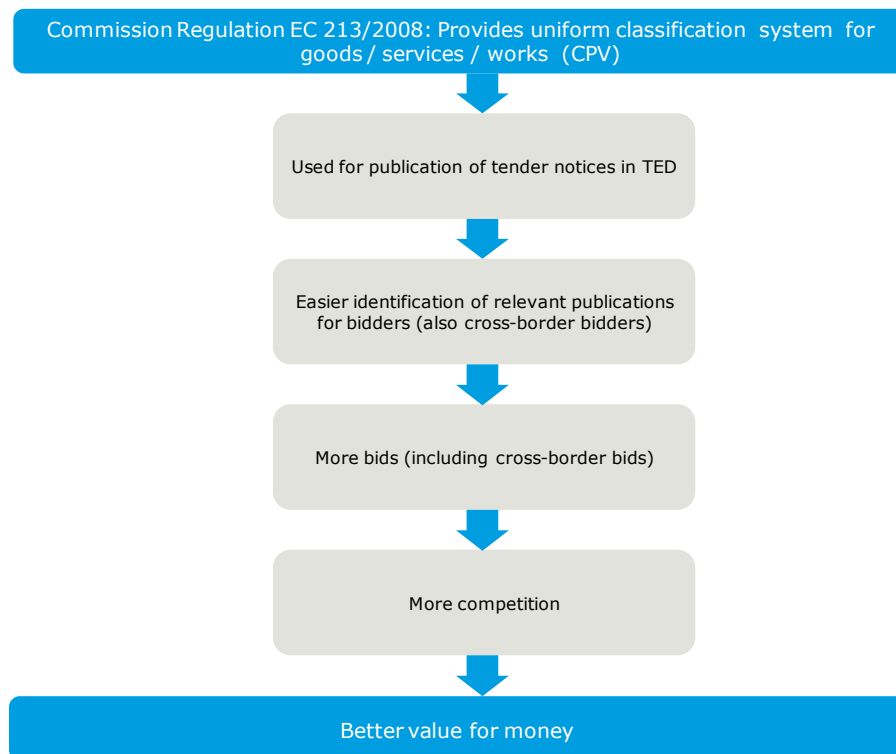 Commission Regulation EC 213/2008: Provides uniform classification system for
goods / services / works (CPV)
Used for publication of tender notices in TED
Easier identification of relevant publications
for bidders (also cross-border bidders)
More bids (including cross-border bids)
More competition
Better value for money